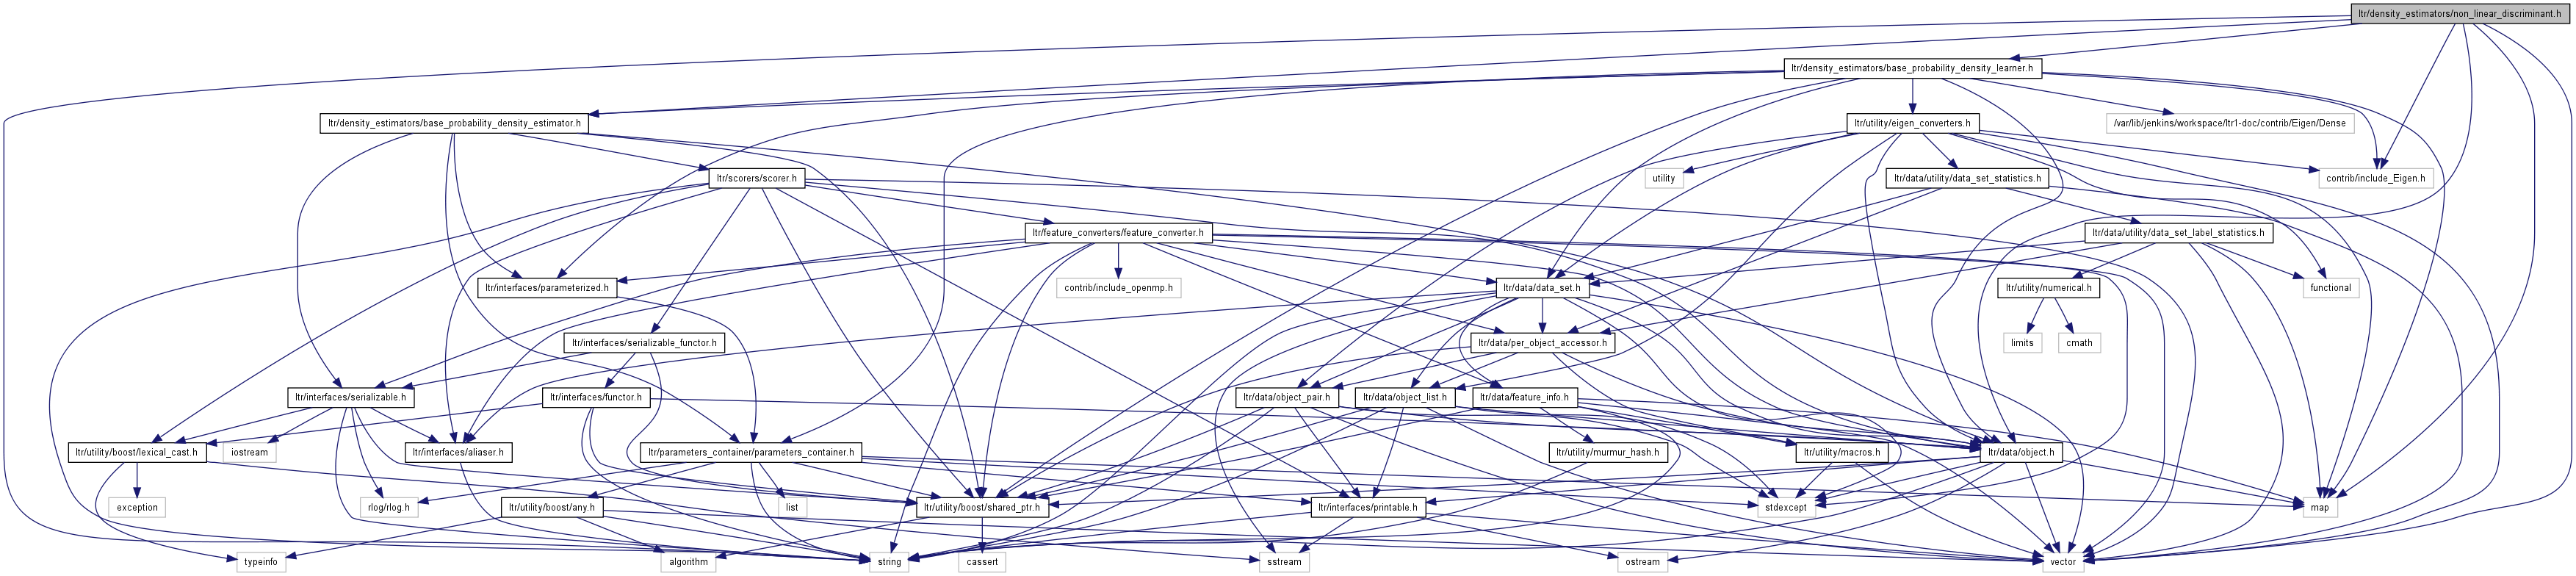 ltr/density_estimators/non_linear_discriminant.h
ltr/density_estimators/base_probability_density_learner.h
ltr/density_estimators/base_probability_density_estimator.h
ltr/utility/eigen_converters.h
/var/lib/jenkins/workspace/ltr1-doc/contrib/Eigen/Dense
ltr/scorers/scorer.h
utility
ltr/data/utility/data_set_statistics.h
contrib/include_Eigen.h
ltr/feature_converters/feature_converter.h
ltr/data/utility/data_set_label_statistics.h
ltr/interfaces/parameterized.h
contrib/include_openmp.h
ltr/data/data_set.h
ltr/utility/numerical.h
functional
ltr/interfaces/serializable_functor.h
ltr/data/per_object_accessor.h
limits
cmath
ltr/interfaces/serializable.h
ltr/interfaces/functor.h
ltr/data/object_pair.h
ltr/data/object_list.h
ltr/data/feature_info.h
ltr/utility/boost/lexical_cast.h
iostream
ltr/interfaces/aliaser.h
ltr/parameters_container/parameters_container.h
ltr/utility/murmur_hash.h
ltr/utility/macros.h
ltr/data/object.h
exception
rlog/rlog.h
ltr/utility/boost/any.h
list
ltr/utility/boost/shared_ptr.h
ltr/interfaces/printable.h
stdexcept
map
typeinfo
algorithm
string
cassert
sstream
ostream
vector